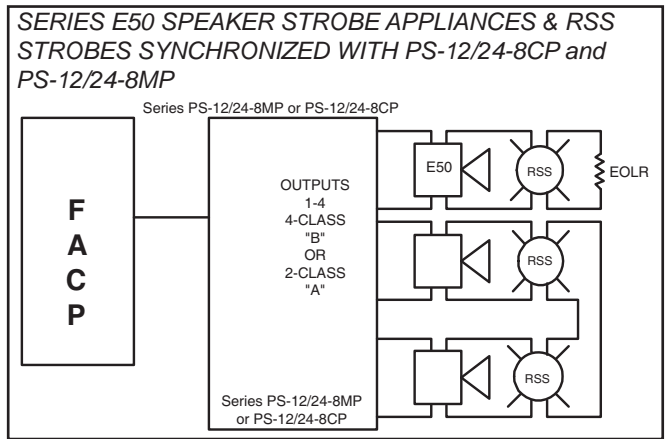 SERIES E50 SPEAKER STROBE APPLIANCES & RSS
STROBES SYNCHRONIZED WITH PS-12/24-8CP and
PS-12/24-8MP
Series PS-12/24-8MP or PS-12/24-8CP
F
A
C
P
OUTPUTS
1-4
4-CLASS
"B"
OR
2-CLASS
"A"
E50
RSS
EOLR
RSS
RSS
Series PS-12/24-8MP
or PS-12/24-8CP